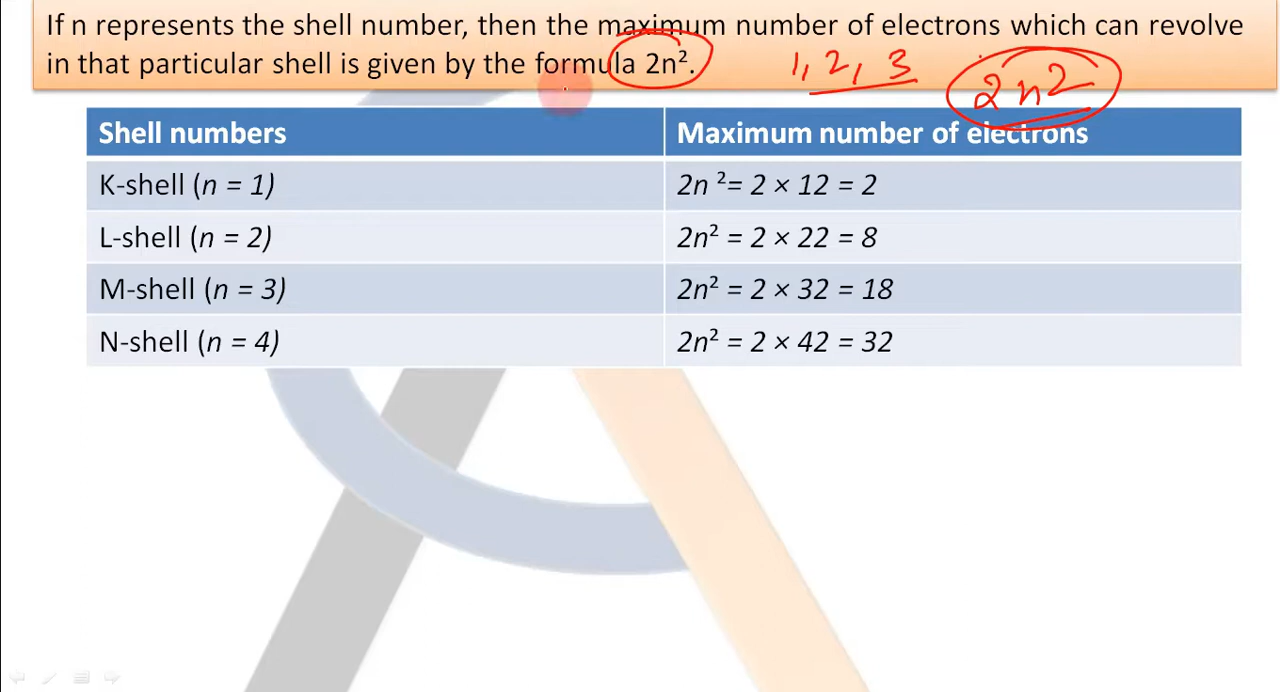 If n represents the shell number, then the maximum number of electrons which can revolve
in that particular shell is given by the formula 2n².
1, 2, 3 2n2
Shell numbers Maximum number of electrons
K-shell (n = 1) 2n ²= 2 × 12 = 2
L-shell (n = 2) 2n² = 2 × 22 = 8
M-shell (n = 3) 2n² = 2 × 32 = 18
N-shell (n = 4) 2n² = 2 × 42 = 32